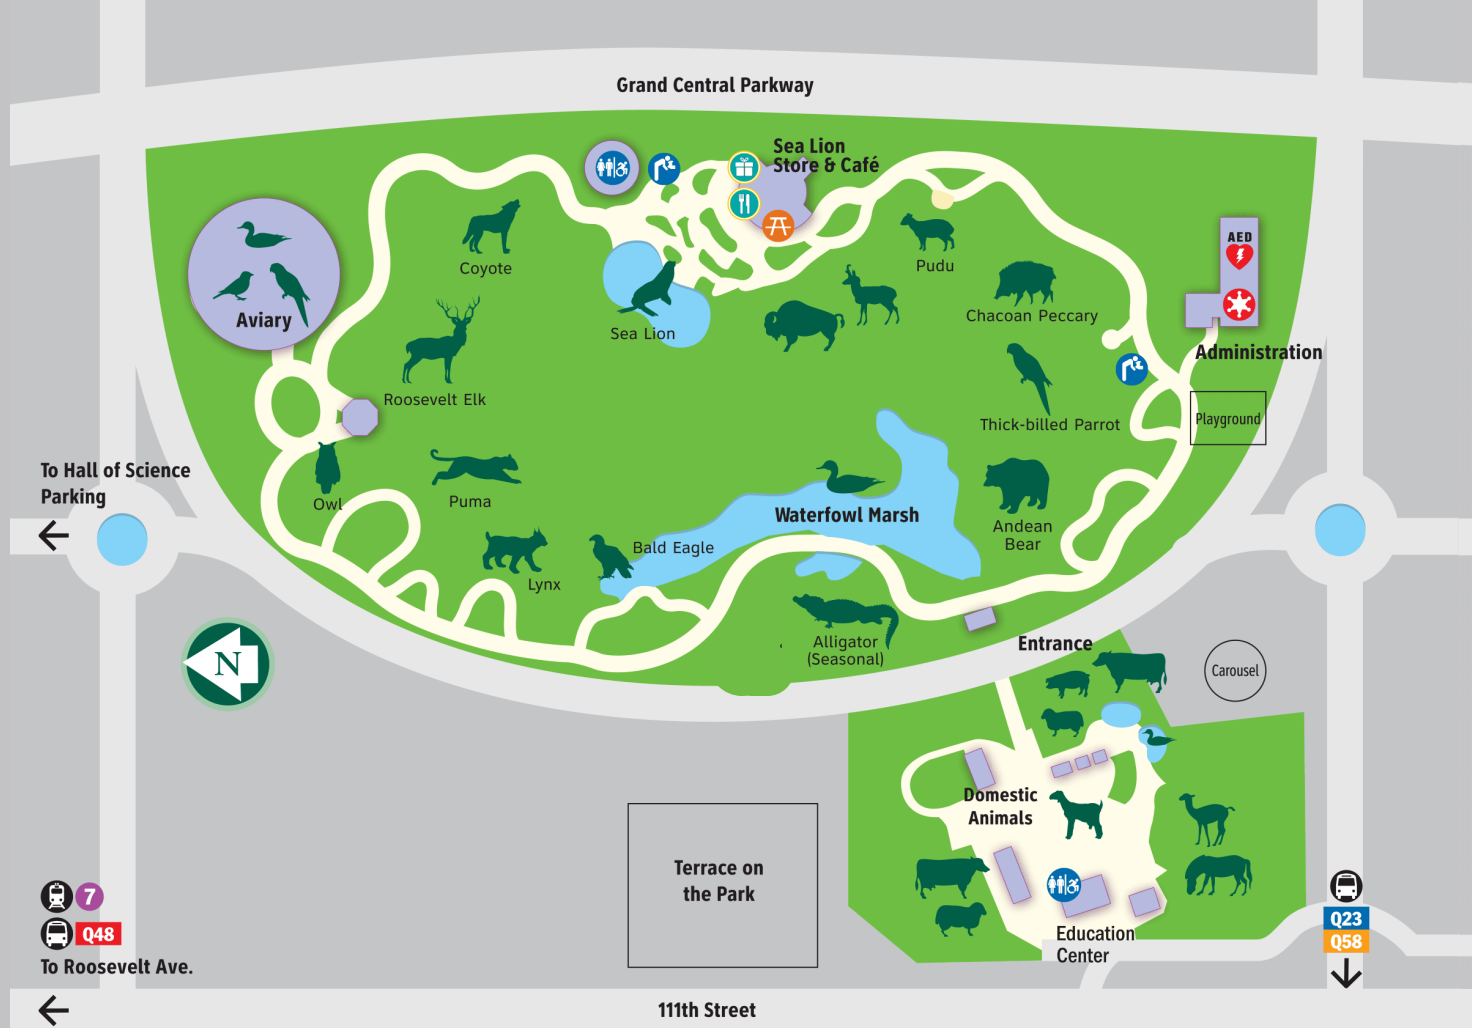 Grand Central Parkway
Sea Lion
Store & Café
AED
Coyote
Pudu
Aviary
Chacoan Peccary
Sea Lion
Administration
Roosevelt Elk
Thick-billed Parrot
Playground
To Hall of Science
Parking
Owl
Puma
Waterfowl Marsh
Andean
Bear
Bald Eagle
Lynx
Alligator
(Seasonal)
Entrance
N
Carousel
Domestic
Animals
Terrace on
the Park
7
Q48
To Roosevelt Ave.
Education
Center
Q23
Q58
111th Street